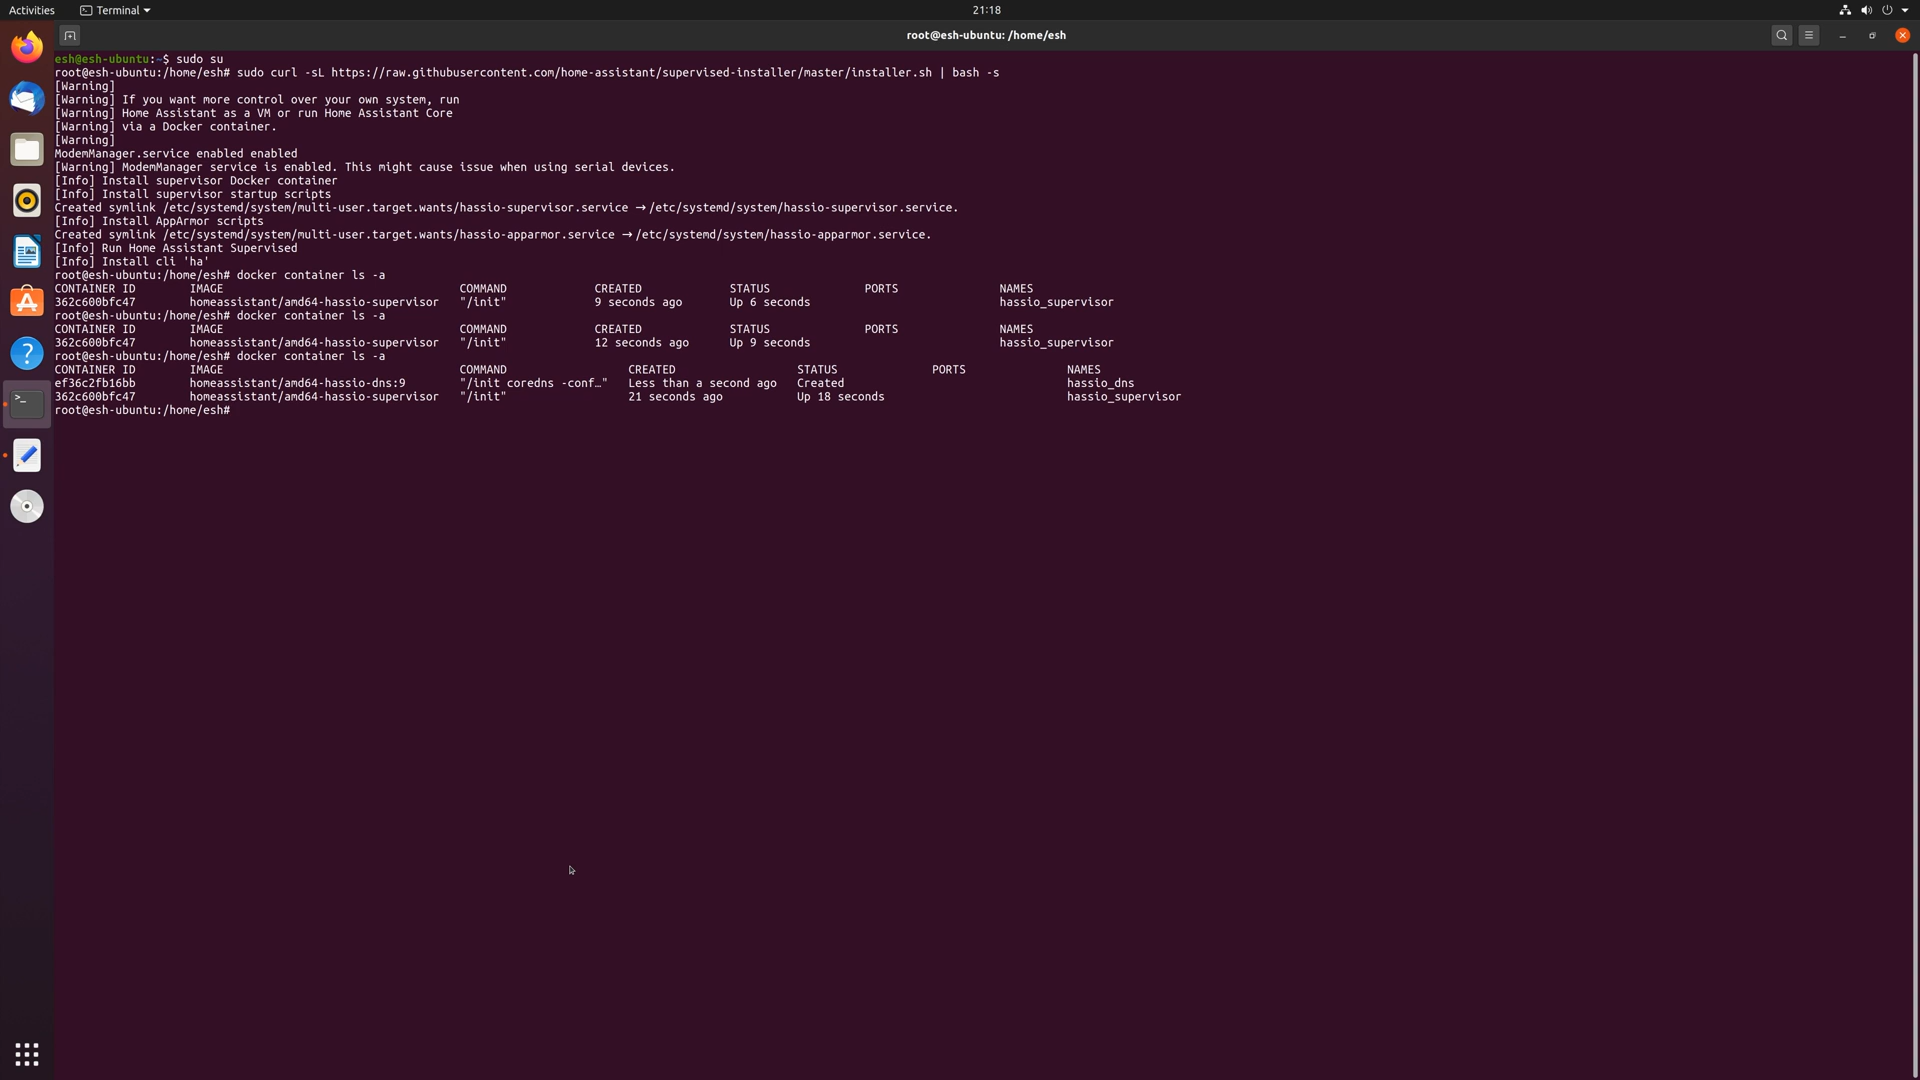 Activities Terminal 21:18
root@esh-ubuntu: /home/esh
esh@esh-ubuntu:~$ sudo su
root@esh-ubuntu:/home/esh# sudo curl -sL https://raw.githubusercontent.com/home-assistant/supervised-installer/master/installer.sh | bash -s
[Warning]
[Warning] If you want more control over your own system, run
[Warning] Home Assistant as a VM or run Home Assistant Core
[Warning] via a Docker container.
[Warning]
ModemManager.service enabled enabled
[Warning] ModemManager service is enabled. This might cause issue when using serial devices.
[Info] Install supervisor Docker container
[Info] Install supervisor startup scripts
Created symlink /etc/systemd/system/multi-user.target.wants/hassio-supervisor.service → /etc/systemd/system/hassio-supervisor.service.
[Info] Install AppArmor scripts
Created symlink /etc/systemd/system/multi-user.target.wants/hassio-apparmor.service → /etc/systemd/system/hassio-apparmor.service.
[Info] Run Home Assistant Supervised
[Info] Install cli 'ha'
root@esh-ubuntu:/home/esh# docker container ls -a
CONTAINER ID IMAGE COMMAND CREATED STATUS PORTS NAMES
362c600bfc47 homeassistant/amd64-hassio-supervisor "/init" 9 seconds ago Up 6 seconds hassio_supervisor
root@esh-ubuntu:/home/esh# docker container ls -a
CONTAINER ID IMAGE COMMAND CREATED STATUS PORTS NAMES
362c600bfc47 homeassistant/amd64-hassio-supervisor "/init" 12 seconds ago Up 9 seconds hassio_supervisor
root@esh-ubuntu:/home/esh# docker container ls -a
CONTAINER ID IMAGE COMMAND CREATED STATUS PORTS NAMES
ef36c2fb16bb homeassistant/amd64-hassio-dns:9 "/init coredns -conf…" Less than a second ago Created hassio_dns
362c600bfc47 homeassistant/amd64-hassio-supervisor "/init" 21 seconds ago Up 18 seconds hassio_supervisor
root@esh-ubuntu:/home/esh#